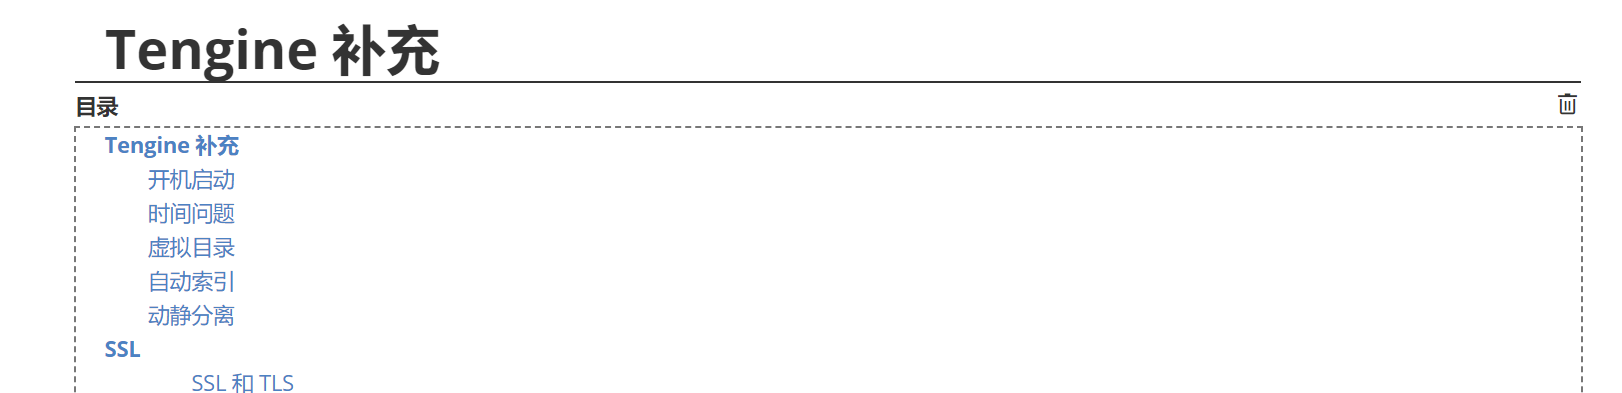 Tengine 补充
目录
Tengine 补充
开机启动
时间问题
虚拟目录
自动索引
动静分离
SSL
SSL 和 TLS